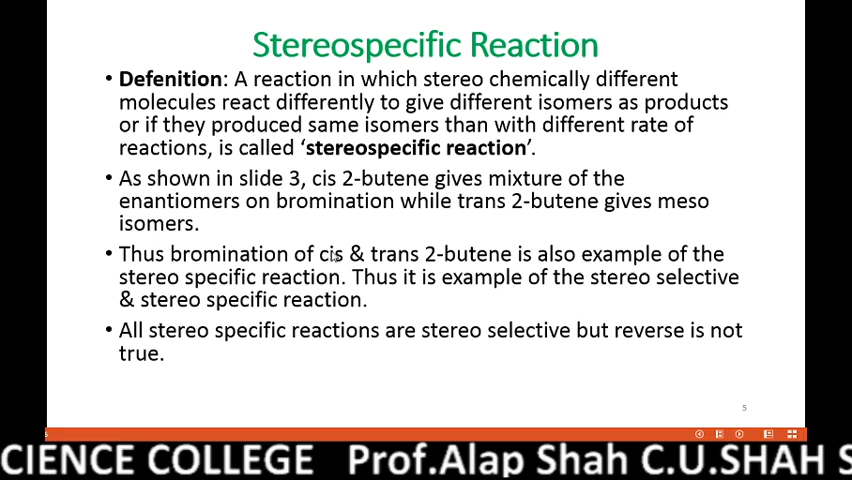 Stereospecific Reaction
• Defenition: A reaction in which stereo chemically different
molecules react differently to give different isomers as products
or if they produced same isomers than with different rate of
reactions, is called ‘stereospecific reaction’.
• As shown in slide 3, cis 2-butene gives mixture of the
enantiomers on bromination while trans 2-butene gives meso
isomers.
• Thus bromination of cis & trans 2-butene is also example of the
stereo specific reaction. Thus it is example of the stereo selective
& stereo specific reaction.
• All stereo specific reactions are stereo selective but reverse is not
true.
5
CIENCE COLLEGE Prof.Alap Shah C.U.SHAH S